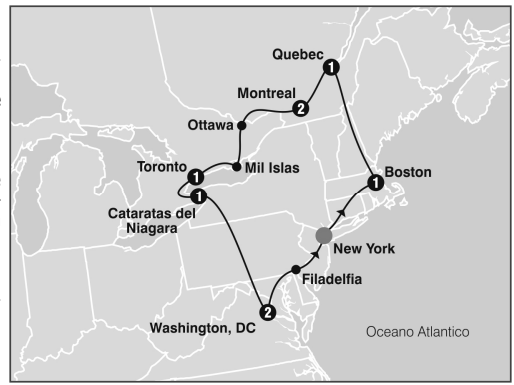 Quebec
1
Montreal
2
Ottawa
Toronto
1
Mil Islas
Boston
1
Cataratas del
Niagara
1
New York
Filadelfia
2
Washington, DC
Oceano Atlantico